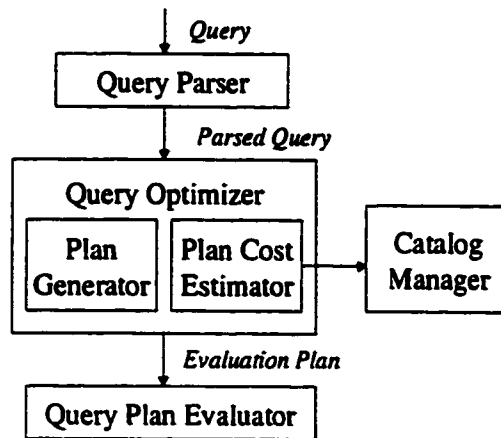 Query
Query Parser
Parsed Query
Query Optimizer
Plan
Generator
Plan Cost
Estimator
Catalog
Manager
Evaluation Plan
Query Plan Evaluator